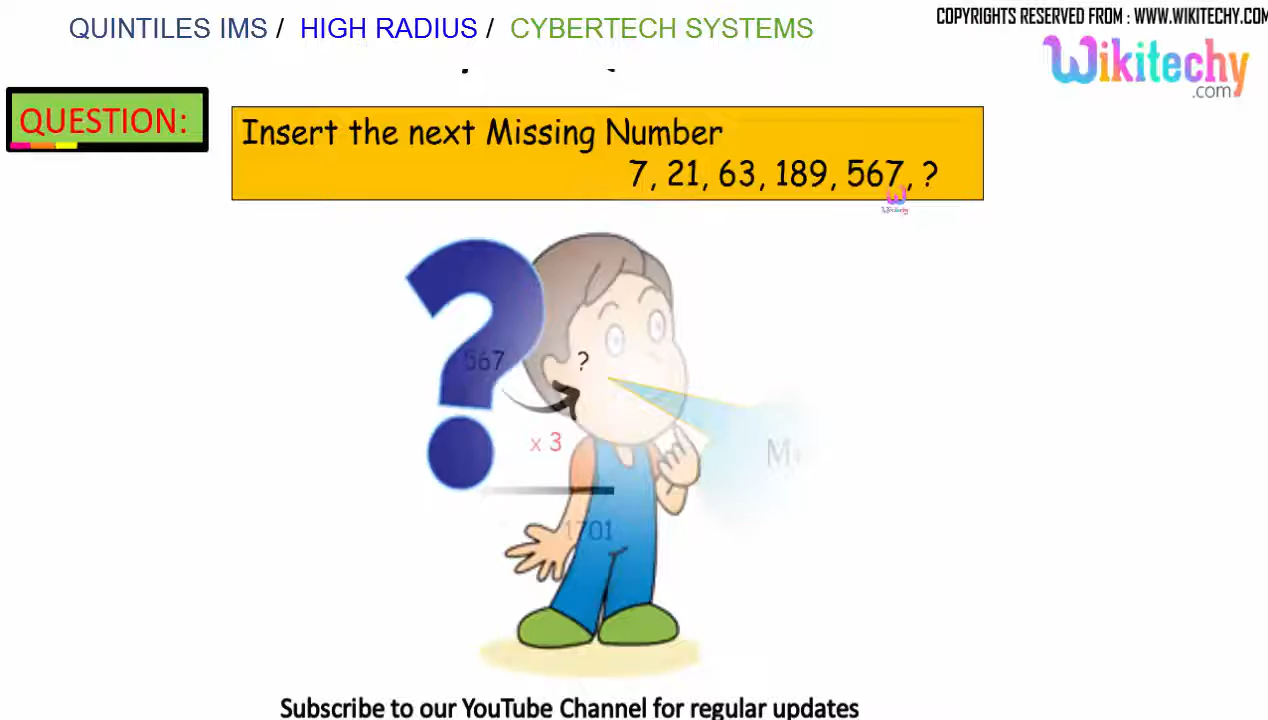 QUINTILES IMS / HIGH RADIUS / CYBERTECH SYSTEMS
COPYRIGHTS RESERVED FROM : WWW.WIKITECHY.COM
Wikitechy
.com
QUESTION:
Insert the next Missing Number
7, 21, 63, 189, 567, ?
Wikitechy
567 ?
x 3
1701
Subscribe to our YouTube Channel for regular updates